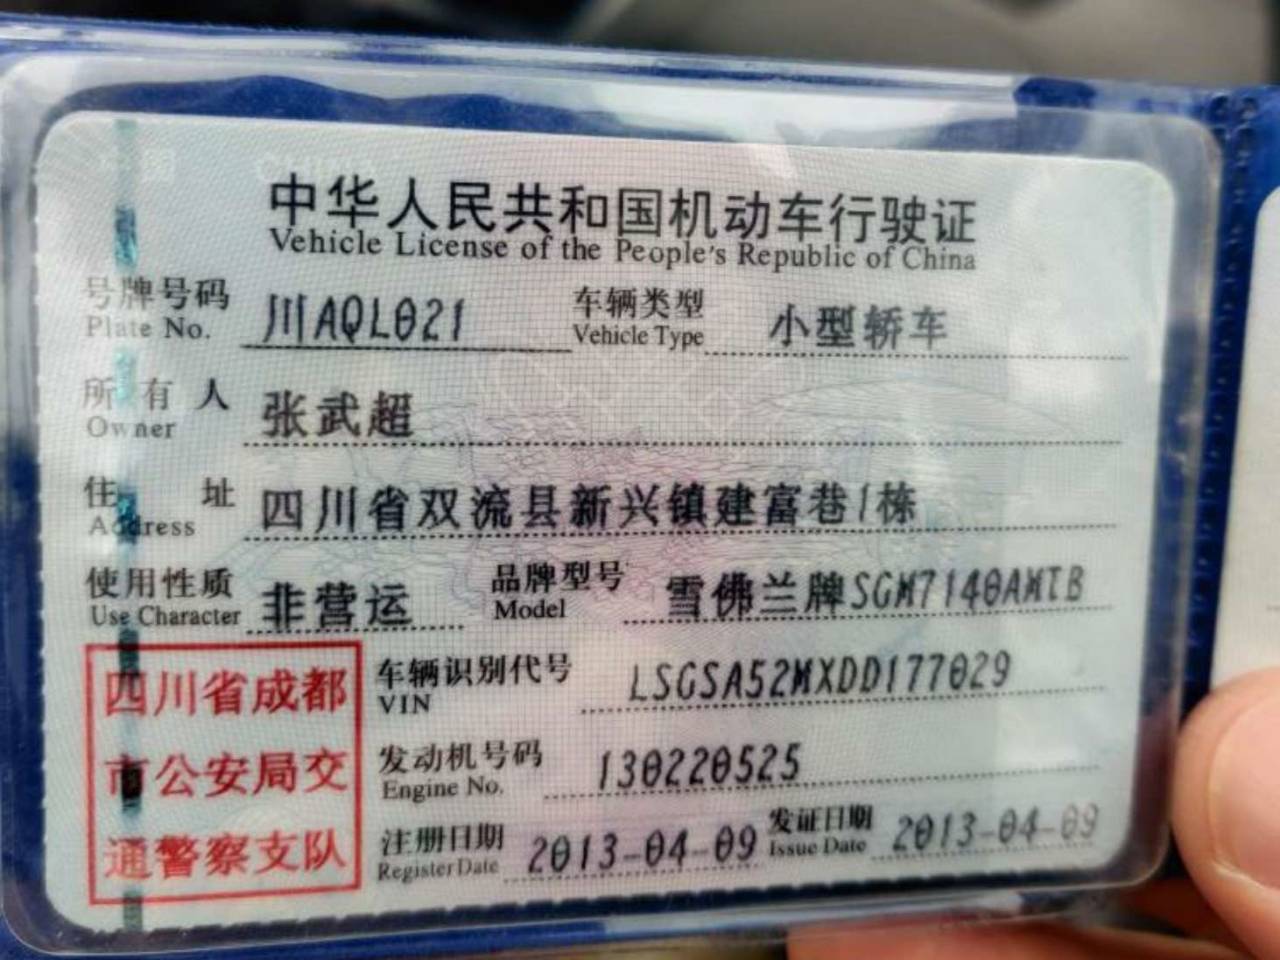 中华人民共和国机动车行驶证
Vehicle License of the People's Republic of China
号牌号码 川AQL021 车辆类型 小型轿车
Plate No. Vehicle Type
所有人 张武超
Owner
住址 四川省双流县新兴镇建富巷1栋
Address
使用性质 非营运 品牌型号 雪佛兰牌SGM7140AMTB
Use Character Model
四川省成都
市公安局交
通警察支队
车辆识别代号 LSGSA52MXDD177029
VIN
发动机号码 130220525
Engine No.
注册日期 2013-04-09 发证日期 2013-04-09
Register Date Issue Date